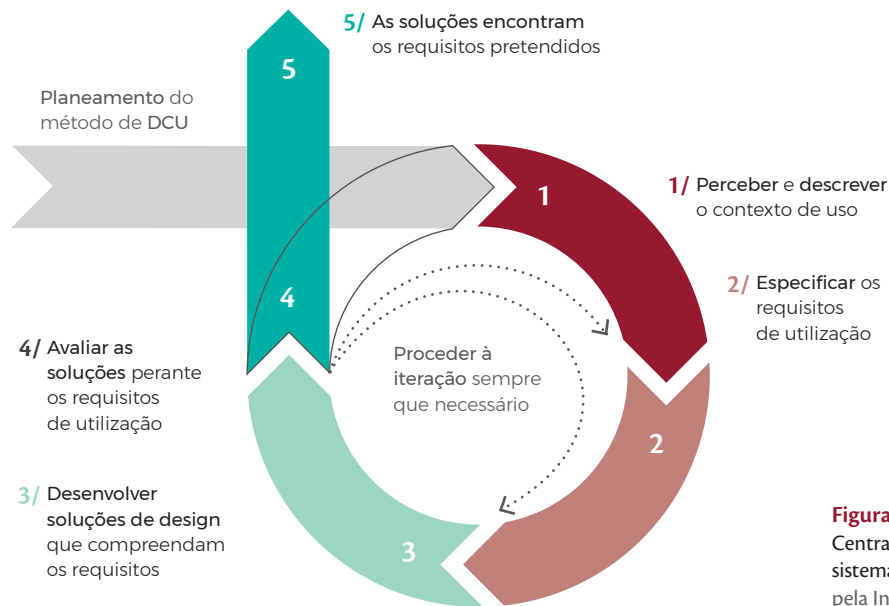 5/ As soluções encontram
os requisitos pretendidos
5
Planeamento do
método de DCU
1
1/ Perceber e descrever
o contexto de uso
2/ Especificar os
requisitos
de utilização
4
4/ Avaliar as
soluções perante
os requisitos
de utilização
Proceder à
iteração sempre
que necessário
2
3/ Desenvolver
soluções de design
que compreendam
os requisitos
3
Figura
Centra
sistema
pela In